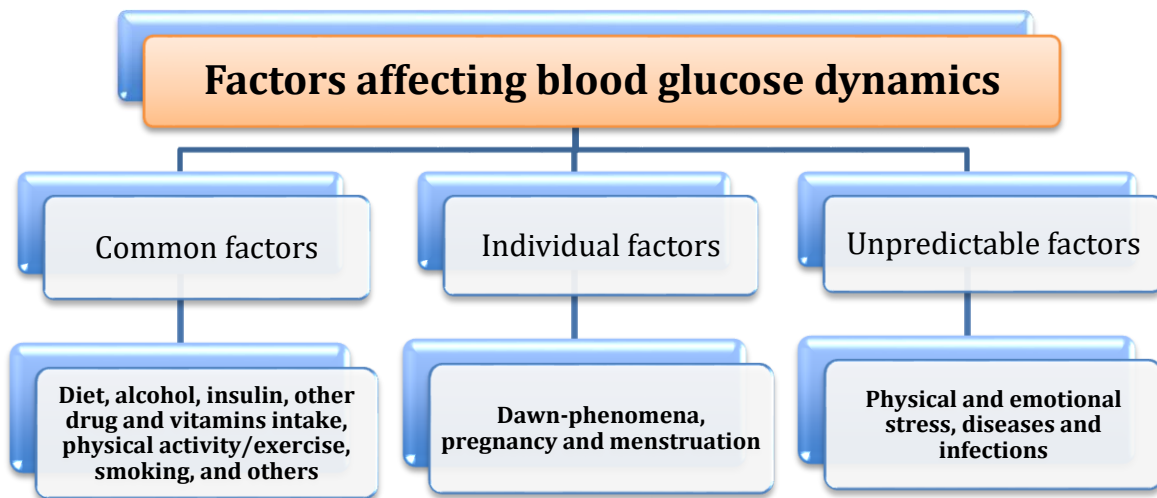 Factors affecting blood glucose dynamics
Common factors
Individual factors
Unpredictable factors
Diet, alcohol, insulin, other
drug and vitamins intake,
physical activity/exercise,
smoking, and others
Dawn-phenomena,
pregnancy and menstruation
Physical and emotional
stress, diseases and
infections